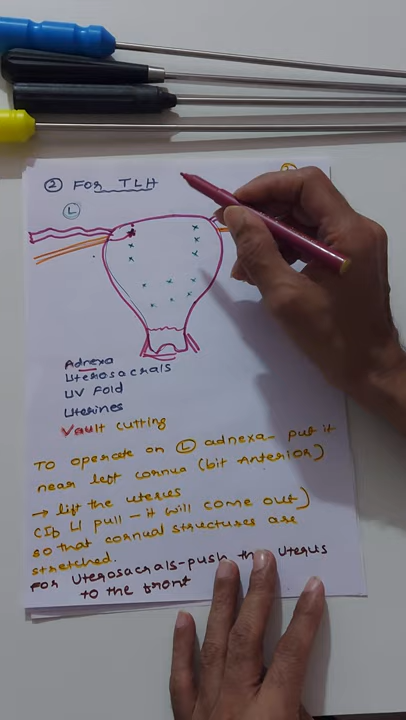 ② FOR TLH
Ⓛ
Adnexa
Uterosacrals
UV Fold
Uterines
Vault cutting
To operate on Ⓛ adnexa- put it
near left cornua (bit Anterior)
→ lift the uterus
(Ib U pull - it will come out)
so that cornual structures are
stretched.
For Uterosacrals-push the Uterus
to the front